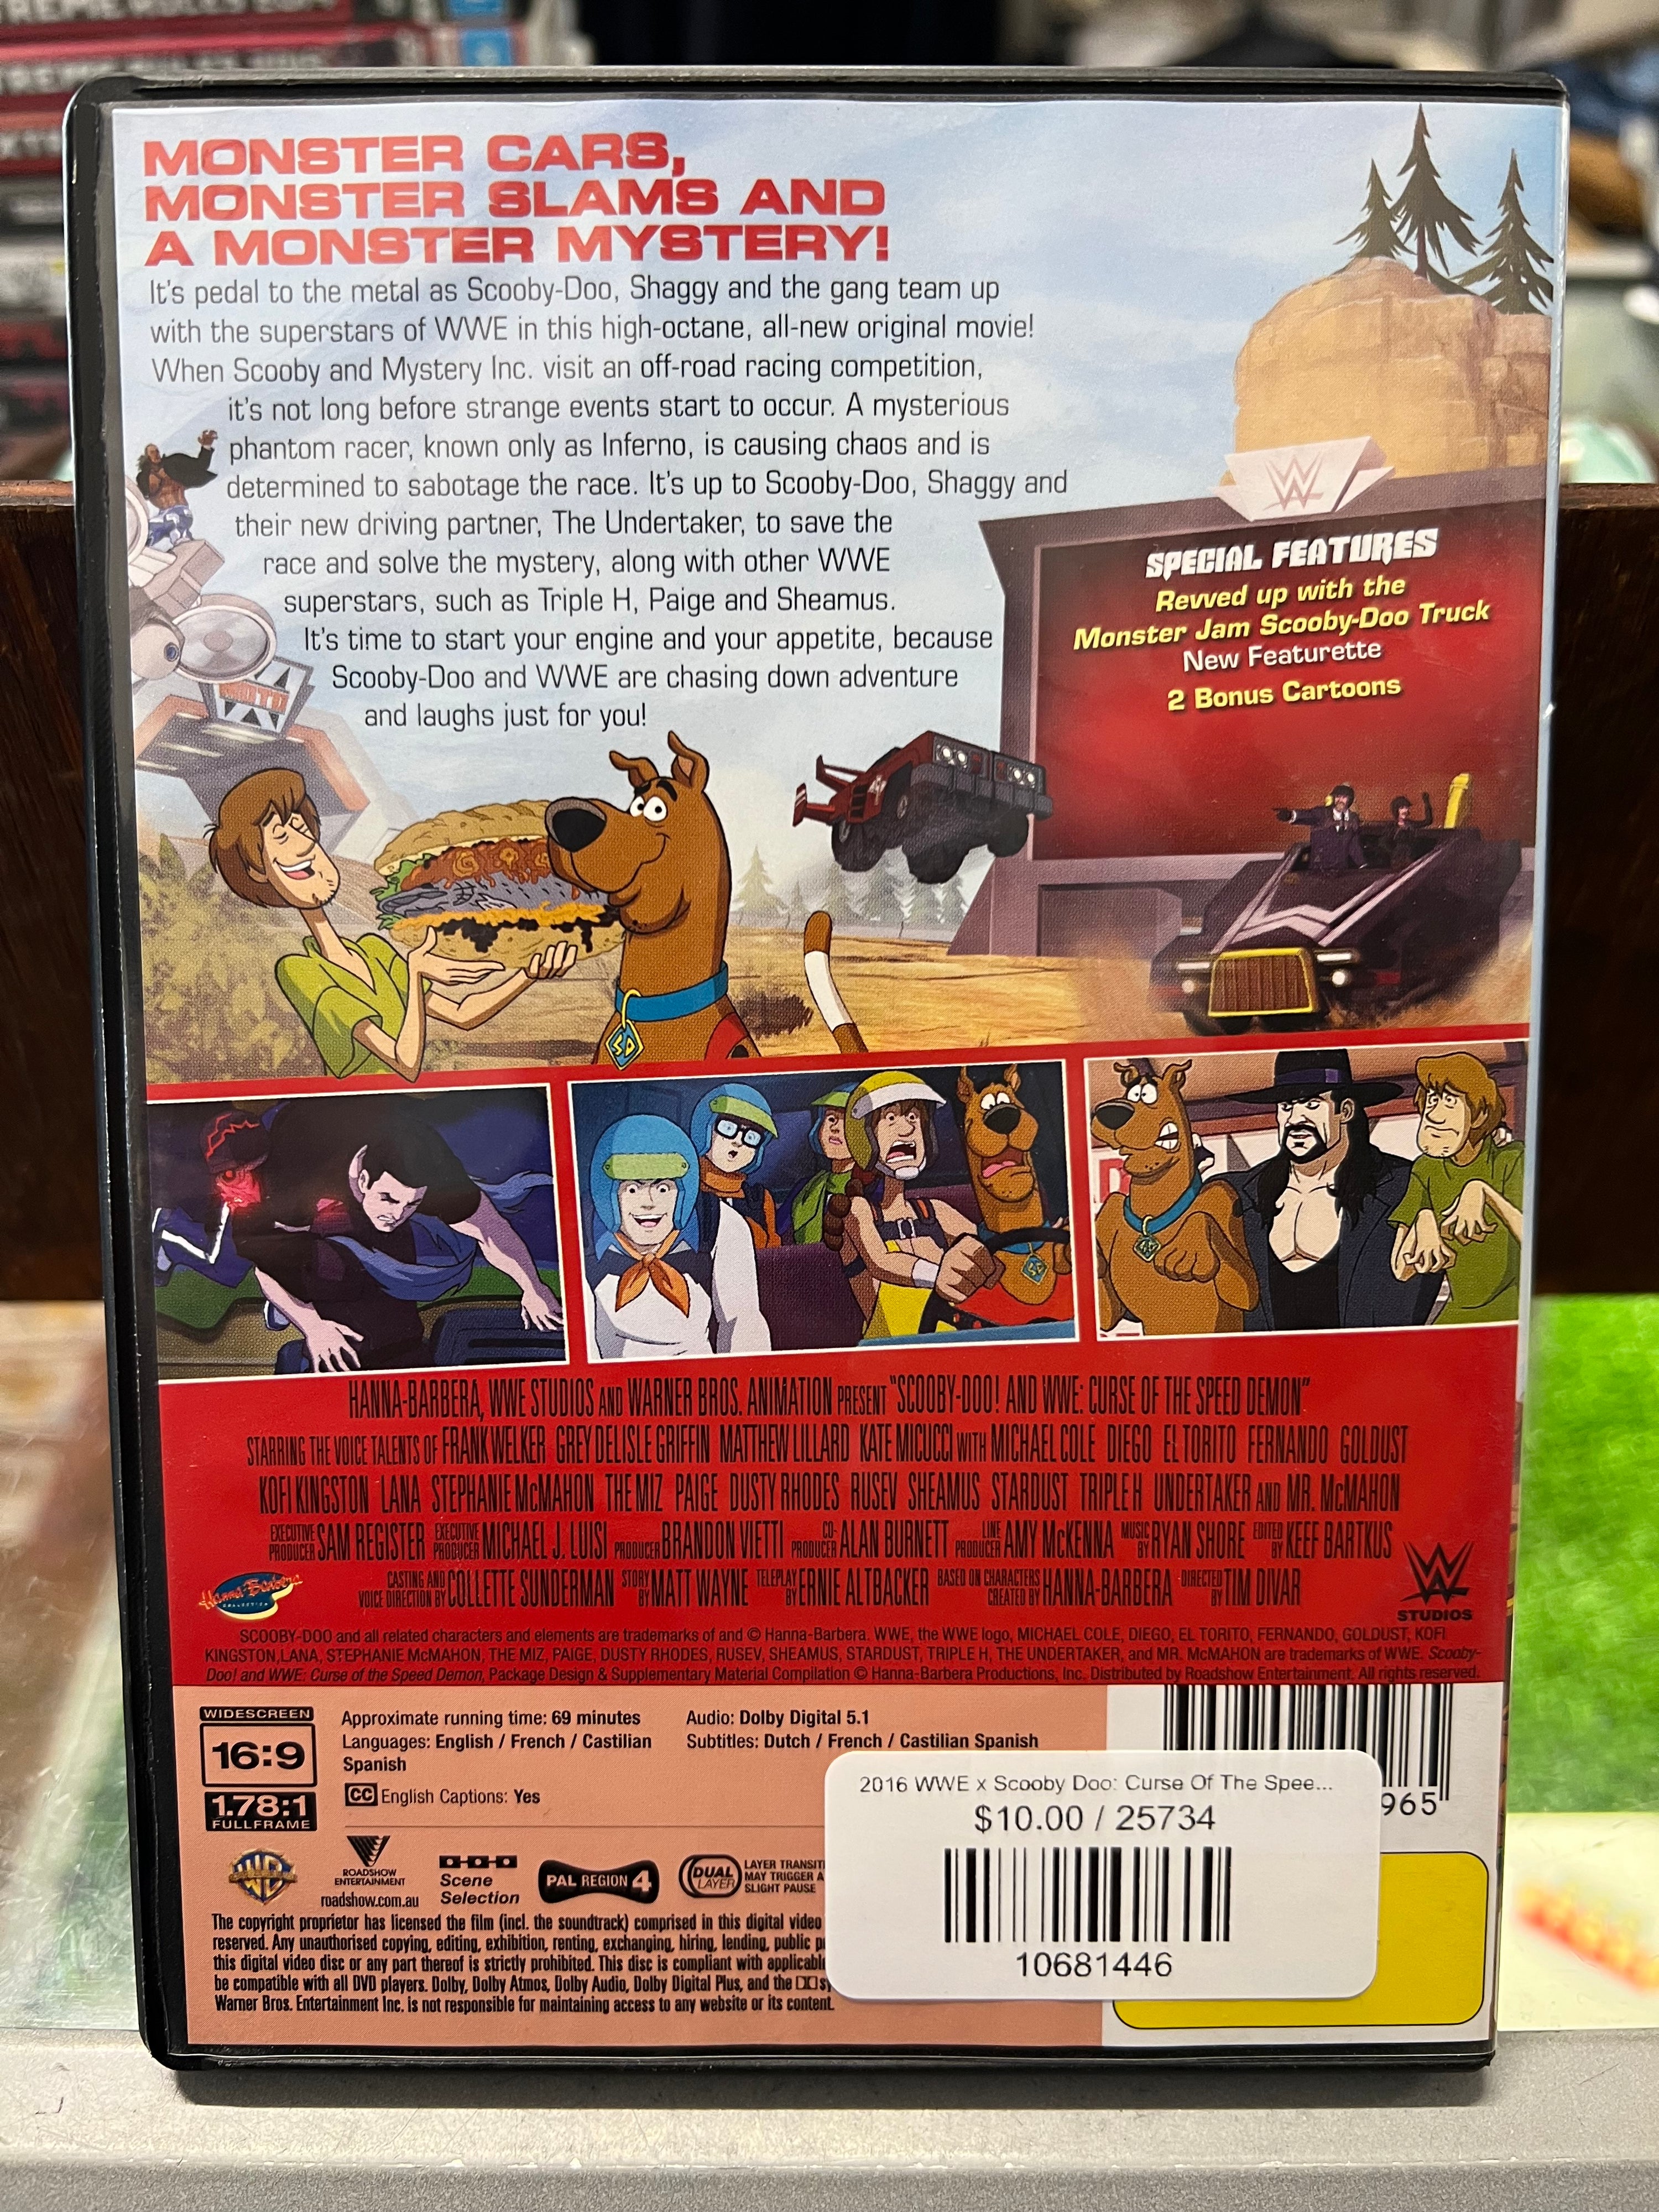 MONSTER CARS,
MONSTER SLAMS AND
A MONSTER MYSTERY!
It's pedal to the metal as Scooby-Doo, Shaggy and the gang team up
with the superstars of WWE in this high-octane, all-new original movie!
When Scooby and Mystery Inc. visit an off-road racing competition,
it's not long before strange events start to occur. A mysterious
phantom racer, known only as Inferno, is causing chaos and is
determined to sabotage the race. It's up to Scooby-Doo, Shaggy and
their new driving partner, The Undertaker, to save the
race and solve the mystery, along with other WWE
superstars, such as Triple H, Paige and Sheamus.
It's time to start your engine and your appetite, because
Scooby-Doo and WWE are chasing down adventure
and laughs just for you!
W
SPECIAL FEATURES
Revved up with the
Monster Jam Scooby-Doo Truck
New Featurette
2 Bonus Cartoons
MOTO
SD
HANNA-BARBERA, WWE STUDIOS AND WARNER BROS. ANIMATION PRESENT "SCOOBY-DOO! AND WWE: CURSE OF THE SPEED DEMON"
STARRING THE VOICE TALENTS OF FRANK WELKER GREY DELISLE GRIFFIN MATTHEW LILLARD KATE MICUCCI WITH MICHAEL COLE DIEGO EL TORITO FERNANDO GOLDUST
KOFI KINGSTON LANA STEPHANIE McMAHON THE MIZ PAIGE DUSTY RHODES RUSEV SHEAMUS STARDUST TRIPLE H UNDERTAKER AND MR. McMAHON
EXECUTIVE PRODUCER SAM REGISTER EXECUTIVE PRODUCER MICHAEL J. LUISI PRODUCER BRANDON VIETTI CO-PRODUCER ALAN BURNETT LINE PRODUCER AMY McKENNA MUSIC BY RYAN SHORE EDITED BY KEEF BARTKUS
CASTING AND VOICE DIRECTION BY COLLETTE SUNDERMAN STORY BY MATT WAYNE TELEPLAY BY ERNIE ALTBACKER BASED ON CHARACTERS CREATED BY HANNA-BARBERA DIRECTED BY TIM DIVAR
Hanna-Barbera
COLLECTION
W
STUDIOS
SCOOBY-DOO and all related characters and elements are trademarks of and © Hanna-Barbera. WWE, the WWE logo, MICHAEL COLE, DIEGO, EL TORITO, FERNANDO, GOLDUST, KOFI
KINGSTON,LANA, STEPHANIE McMAHON, THE MIZ, PAIGE, DUSTY RHODES, RUSEV, SHEAMUS, STARDUST, TRIPLE H, THE UNDERTAKER, and MR. McMAHON are trademarks of WWE. Scooby-
Doo! and WWE: Curse of the Speed Demon, Package Design & Supplementary Material Compilation © Hanna-Barbera Productions, Inc. Distributed by Roadshow Entertainment. All rights reserved.
WIDESCREEN
16:9
1.78:1
FULLFRAME
Approximate running time: 69 minutes
Languages: English / French / Castilian
Spanish
CC English Captions: Yes
Audio: Dolby Digital 5.1
Subtitles: Dutch / French / Castilian Spanish
965
2016 WWE x Scooby Doo: Curse Of The Spee...
$10.00 / 25734
10681446
WB
ROADSHOW
ENTERTAINMENT
roadshow.com.au
Scene
Selection
PAL REGION 4
DUAL
LAYER
LAYER TRANSITI
MAY TRIGGER A
SLIGHT PAUSE
The copyright proprietor has licensed the film (incl. the soundtrack) comprised in this digital video
reserved. Any unauthorised copying, editing, exhibition, renting, exchanging, hiring, lending, public
this digital video disc or any part thereof is strictly prohibited. This disc is compliant with applicabl
be compatible with all DVD players. Dolby, Dolby Atmos, Dolby Audio, Dolby Digital Plus, and the
Warner Bros. Entertainment Inc. is not responsible for maintaining access to any website or its content.